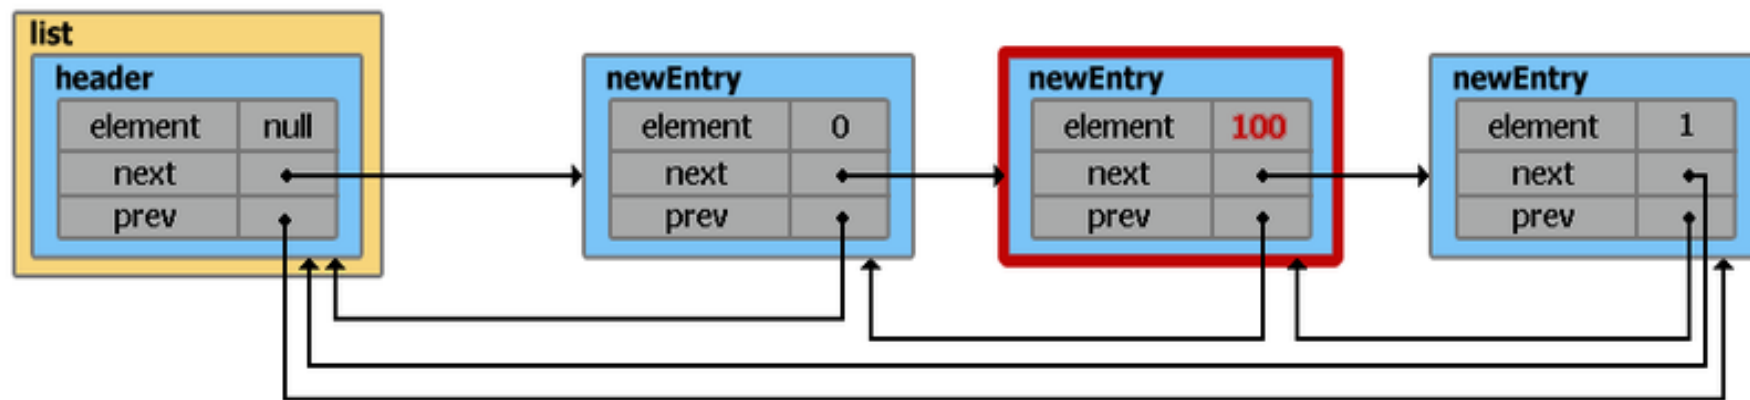 list
header
element null
next
prev
newEntry
element 0
next
prev
newEntry
element 100
next
prev
newEntry
element 1
next
prev